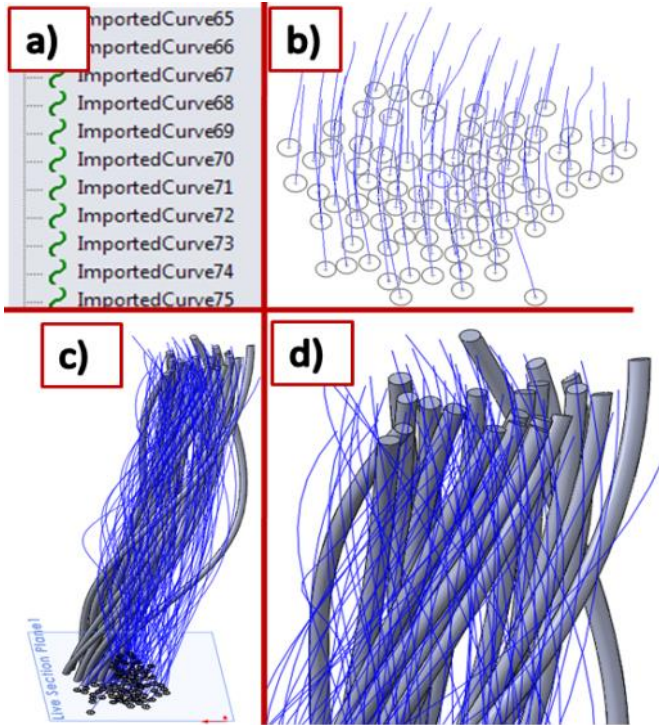 a)
ImportedCurve65
ImportedCurve66
ImportedCurve67
ImportedCurve68
ImportedCurve69
ImportedCurve70
ImportedCurve71
ImportedCurve72
ImportedCurve73
ImportedCurve74
ImportedCurve75
b)
c)
Live Section Plane1
d)